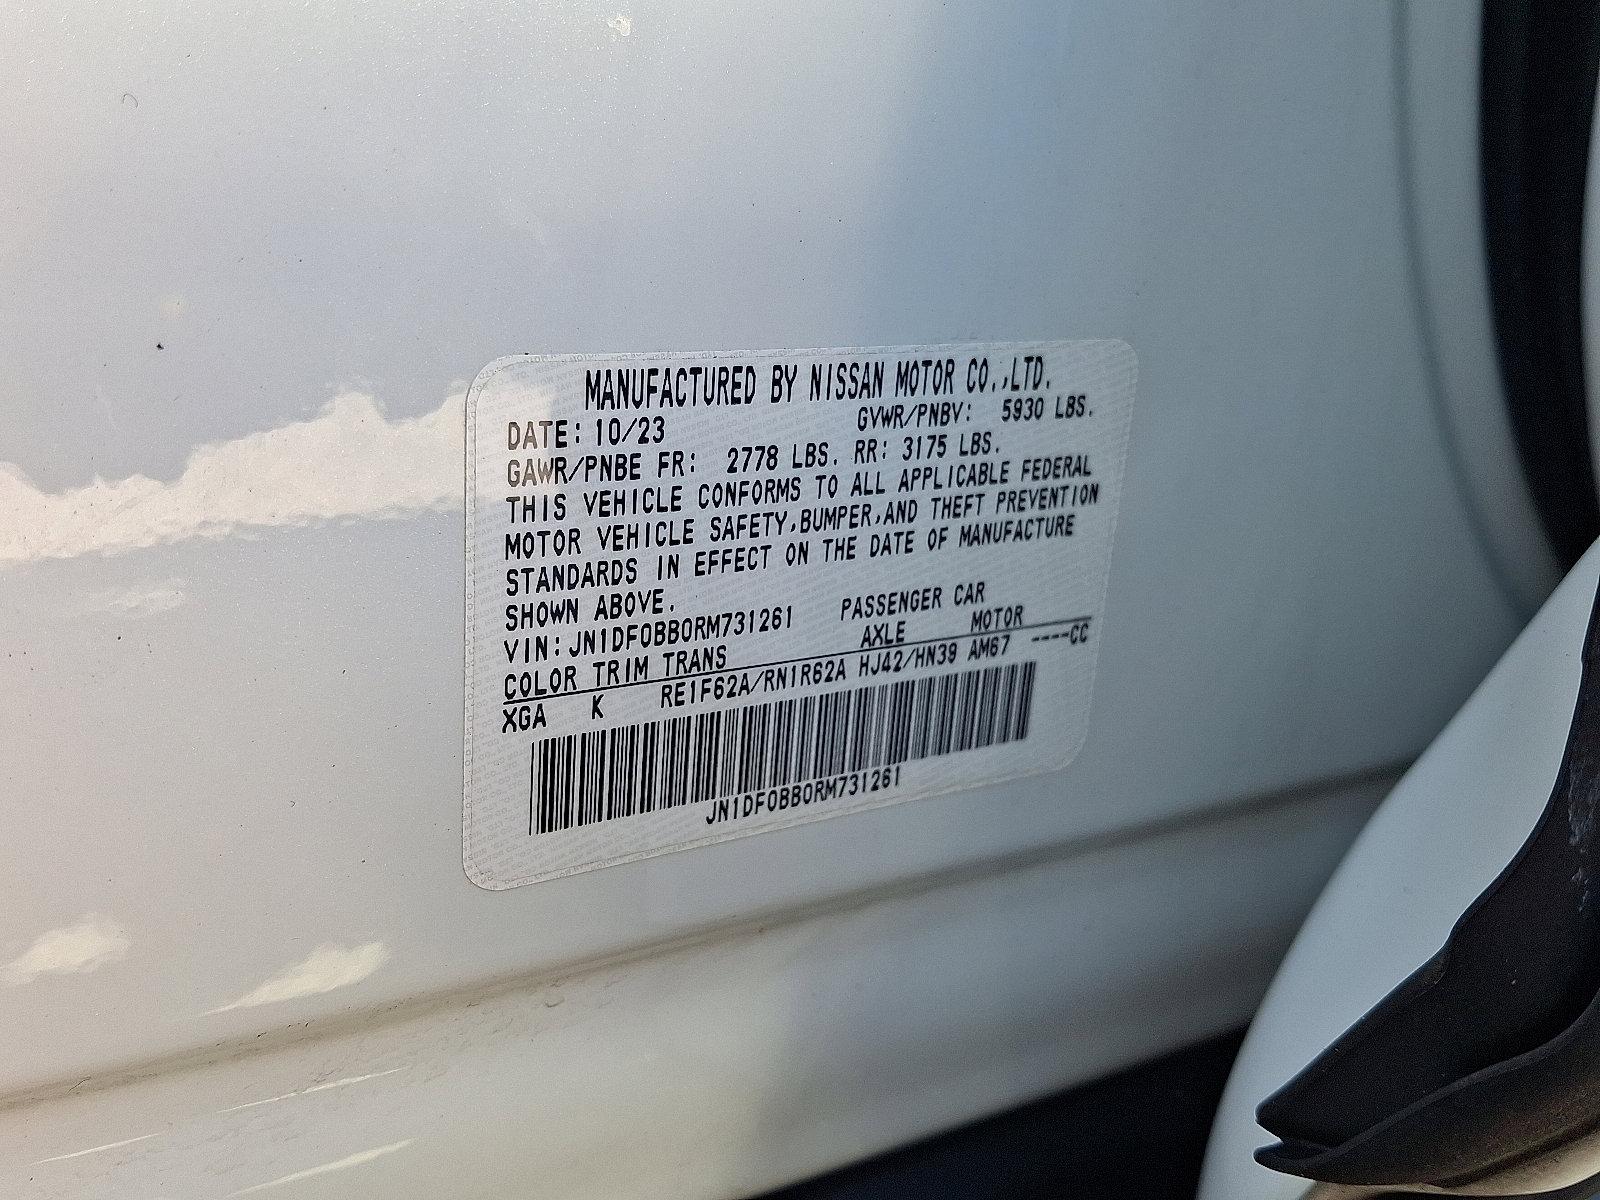 MANUFACTURED BY NISSAN MOTOR CO.,LTD.
DATE: 10/23 GVWR/PNBV: 5930 LBS.
GAWR/PNBE FR: 2778 LBS. RR: 3175 LBS.
THIS VEHICLE CONFORMS TO ALL APPLICABLE FEDERAL
MOTOR VEHICLE SAFETY,BUMPER,AND THEFT PREVENTION
STANDARDS IN EFFECT ON THE DATE OF MANUFACTURE
SHOWN ABOVE.
VIN:JN1DF0BB0RM731261 PASSENGER CAR
COLOR TRIM TRANS AXLE MOTOR
XGA K RE1F62A/RN1R62A HJ42/HN39 AM67 ----CC
JN1DF0BB0RM731261